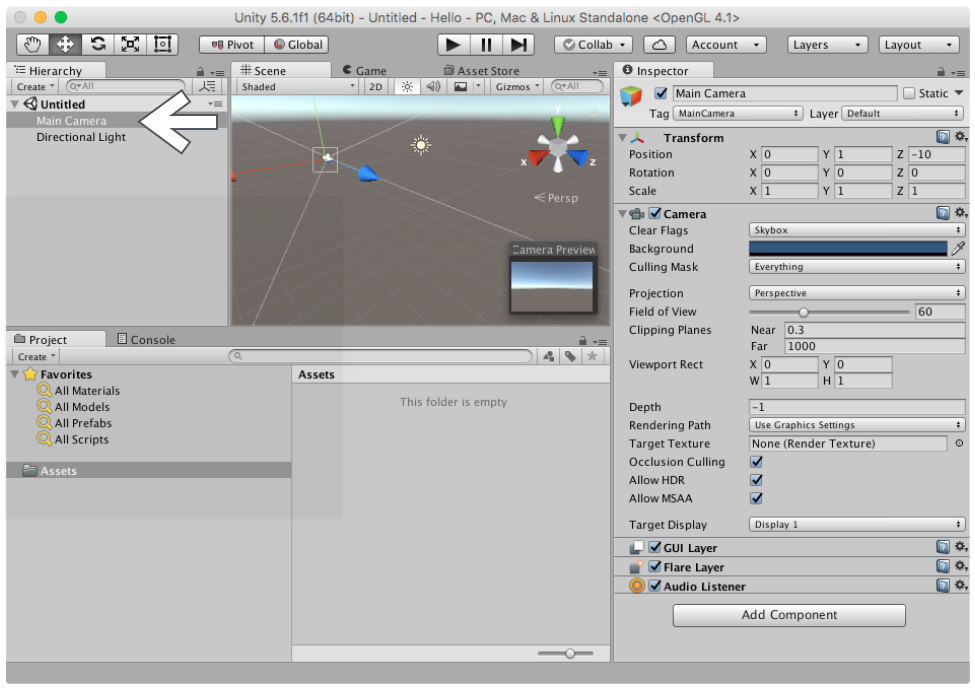 Unity 5.6.1f1 (64bit) - Untitled - Hello - PC, Mac & Linux Standalone <OpenGL 4.1>
Pivot Global Collab Account Layers Layout
Hierarchy
Create All
Untitled
Main Camera
Directional Light
Scene Game Asset Store
Shaded 2D Gizmos All
y
x z
Persp
Camera Preview
Project Console
Create
Favorites
All Materials
All Models
All Prefabs
All Scripts
Assets
Assets
This folder is empty
Inspector
Main Camera Static
Tag MainCamera Layer Default
Transform
Position X 0 Y 1 Z -10
Rotation X 0 Y 0 Z 0
Scale X 1 Y 1 Z 1
Camera
Clear Flags Skybox
Background
Culling Mask Everything
Projection Perspective
Field of View 60
Clipping Planes Near 0.3
Far 1000
Viewport Rect X 0 Y 0
W 1 H 1
Depth -1
Rendering Path Use Graphics Settings
Target Texture None (Render Texture)
Occlusion Culling
Allow HDR
Allow MSAA
Target Display Display 1
GUI Layer
Flare Layer
Audio Listener
Add Component